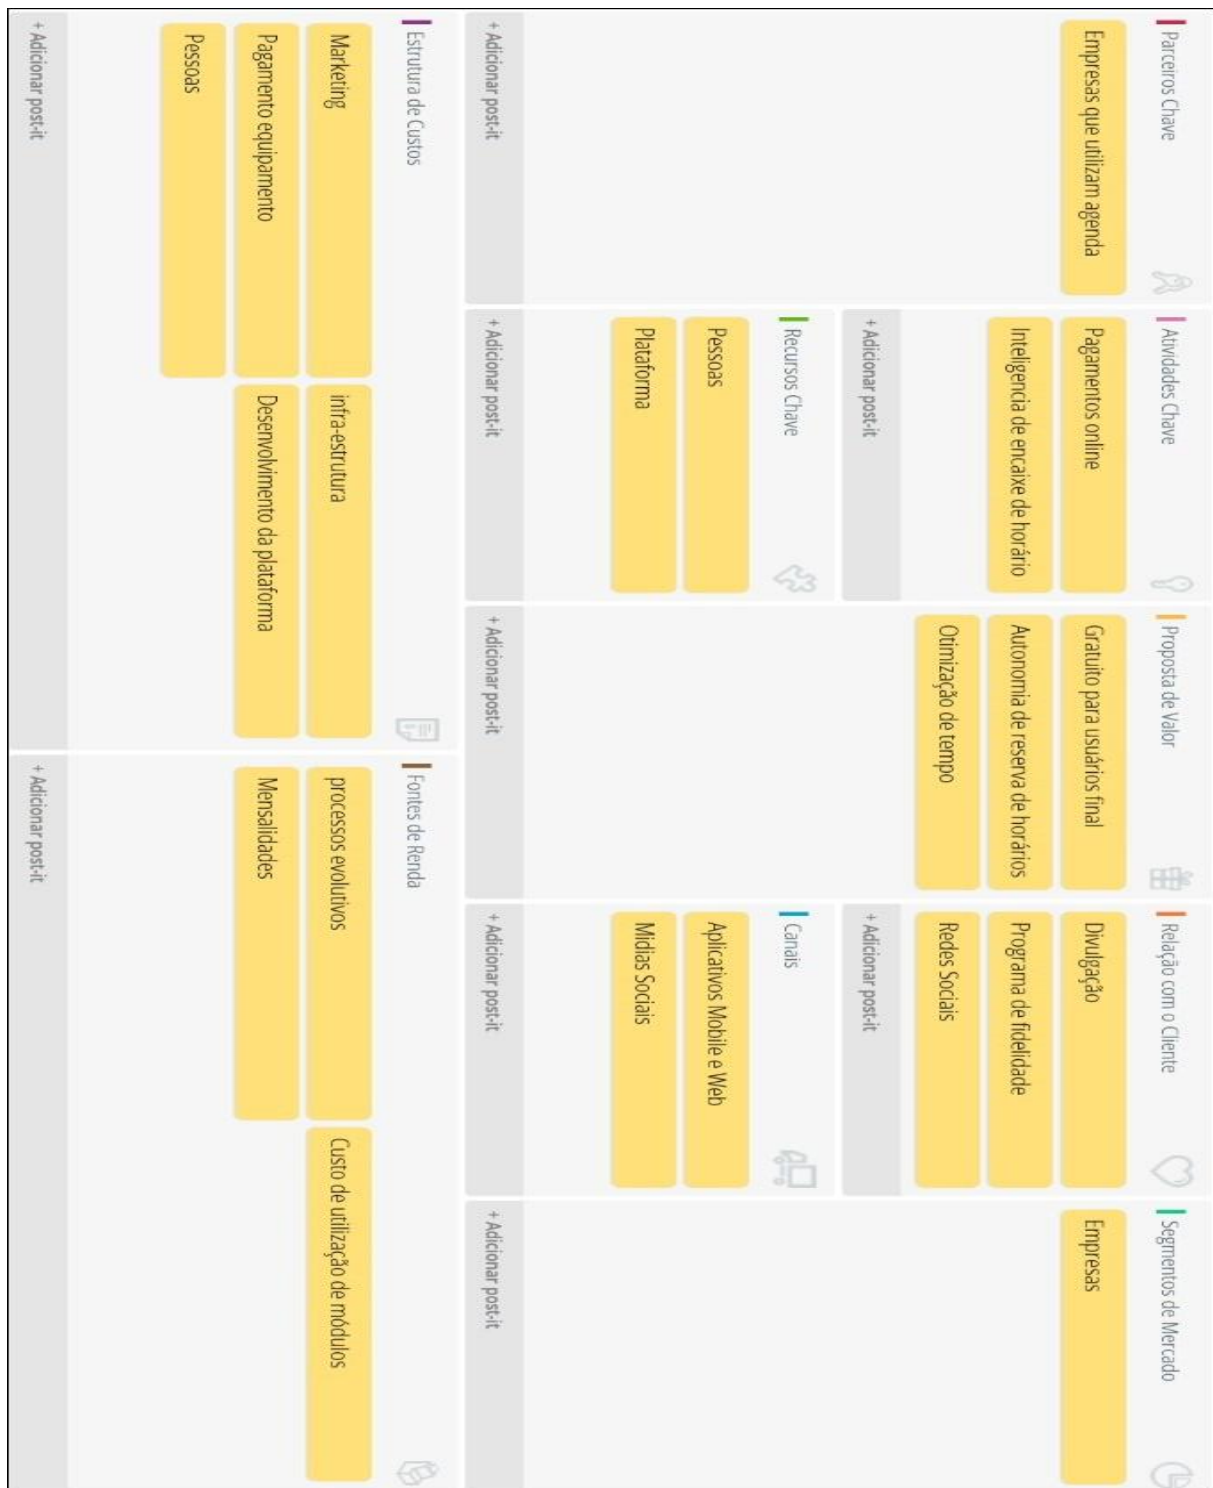 Parceiros Chave
Empresas que utilizam agenda
+ Adicionar post-it
Atividades Chave
Pagamentos online
Inteligencia de encaixe de horário
+ Adicionar post-it
Recursos Chave
Pessoas
Plataforma
+ Adicionar post-it
Proposta de Valor
Gratuito para usuários final
Autonomia de reserva de horários
Otimização de tempo
+ Adicionar post-it
Relação com o Cliente
Divulgação
Programa de fidelidade
Redes Sociais
+ Adicionar post-it
Canais
Aplicativos Mobile e Web
Midias Sociais
+ Adicionar post-it
Segmentos de Mercado
Empresas
+ Adicionar post-it
Estrutura de Custos
Marketing
infra-estrutura
Pagamento equipamento
Desenvolvimento da plataforma
Pessoas
+ Adicionar post-it
Fontes de Renda
processos evolutivos
Custo de utilização de módulos
Mensalidades
+ Adicionar post-it